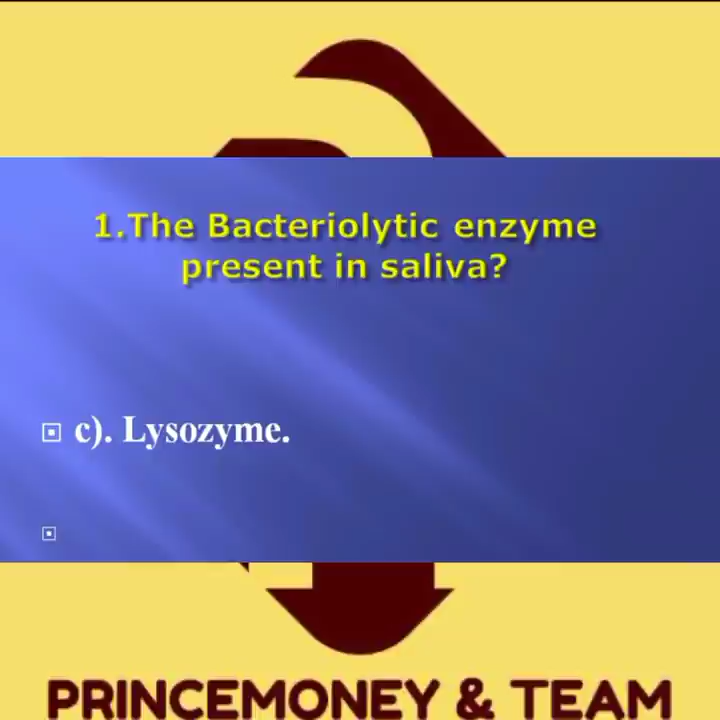 1.The Bacteriolytic enzyme
present in saliva?
c). Lysozyme.
PRINCEMONEY & TEAM